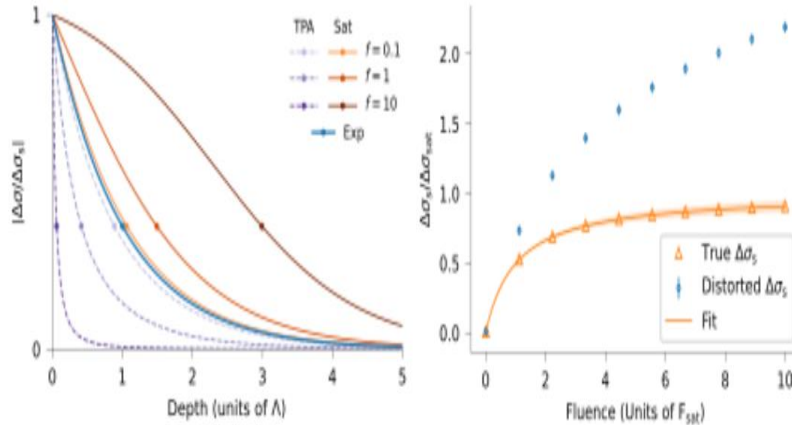 1
0
|Δσ/Δσₛ|
0 1 2 3 4 5
Depth (units of Λ)
TPA Sat
f = 0.1
f = 1
f = 10
Exp
Δσₛ/Δσₛₐₜ
2.0
1.5
1.0
0.5
0.0
0 2 4 6 8 10
Fluence (Units of Fₛₐₜ)
True Δσₛ
Distorted Δσₛ
Fit